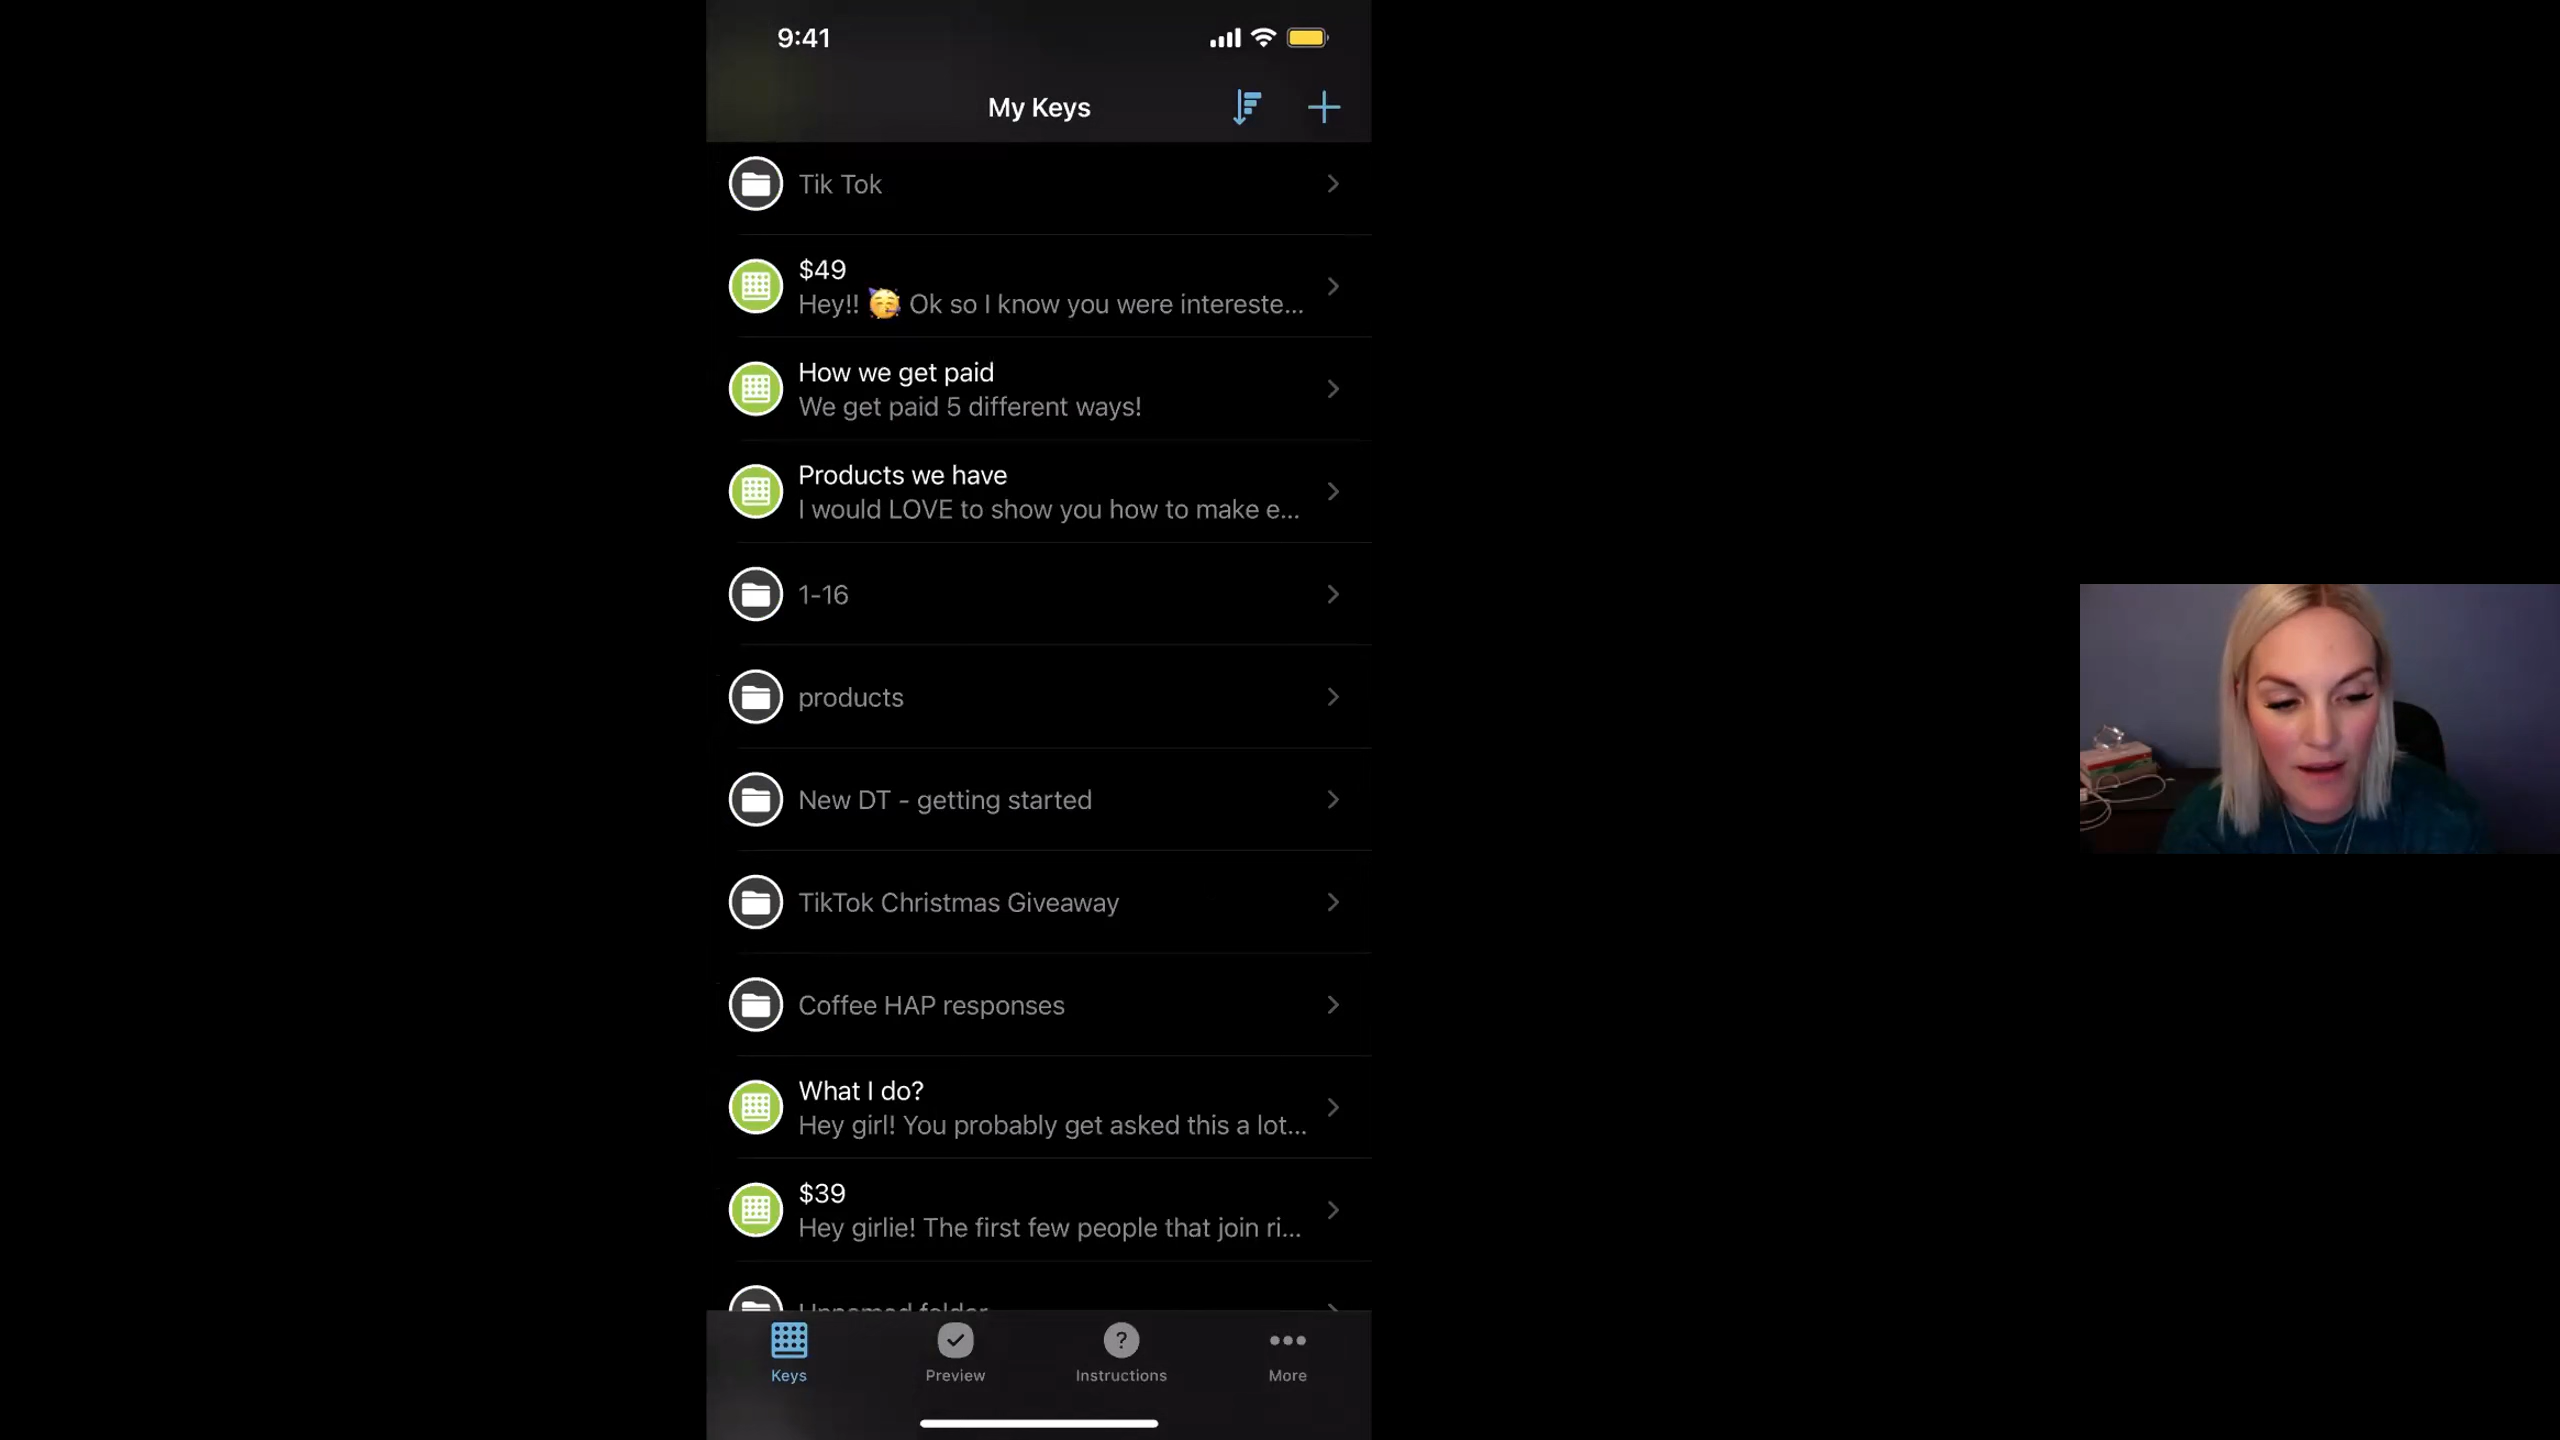 9:41
My Keys
Tik Tok
$49
Hey!! 🥳 Ok so I know you were intereste...
How we get paid
We get paid 5 different ways!
Products we have
I would LOVE to show you how to make e...
1-16
products
New DT - getting started
TikTok Christmas Giveaway
Coffee HAP responses
What I do?
Hey girl! You probably get asked this a lot...
$39
Hey girlie! The first few people that join ri...
Unnamed folder
Keys
Preview
Instructions
More